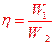 η = W₁ / W₂